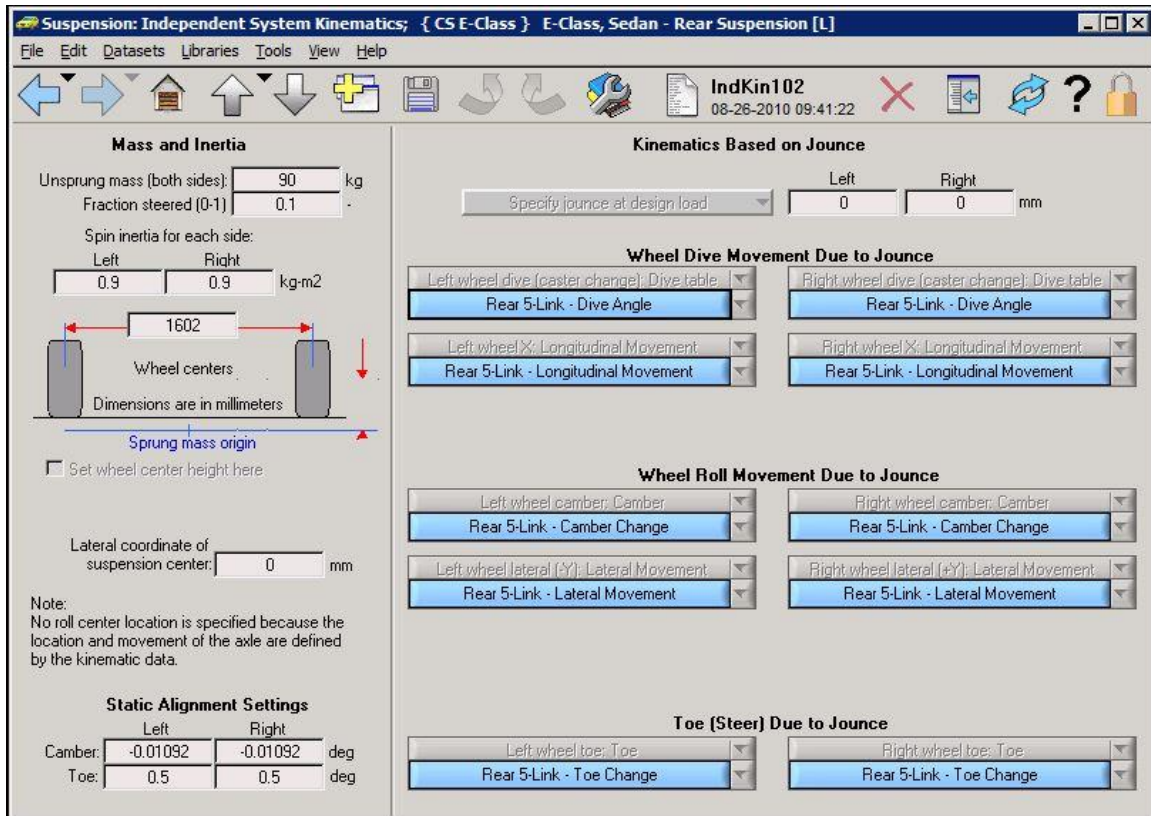 Suspension: Independent System Kinematics; { CS E-Class } E-Class, Sedan - Rear Suspension [L]
File Edit Datasets Libraries Tools View Help
IndKin102
08-26-2010 09:41:22
Mass and Inertia
Unsprung mass (both sides): 90 kg
Fraction steered (0-1) 0.1 -
Spin inertia for each side:
Left Right
0.9 0.9 kg-m2
1602
Wheel centers
Dimensions are in millimeters
Sprung mass origin
Set wheel center height here
Lateral coordinate of
suspension center: 0 mm
Note:
No roll center location is specified because the
location and movement of the axle are defined
by the kinematic data.
Static Alignment Settings
Left Right
Camber: -0.01092 -0.01092 deg
Toe: 0.5 0.5 deg
Kinematics Based on Jounce
Left Right
Specify jounce at design load 0 0 mm
Wheel Dive Movement Due to Jounce
Left wheel dive (caster change): Dive table Right wheel dive (caster change): Dive table
Rear 5-Link - Dive Angle Rear 5-Link - Dive Angle
Left wheel X: Longitudinal Movement Right wheel X: Longitudinal Movement
Rear 5-Link - Longitudinal Movement Rear 5-Link - Longitudinal Movement
Wheel Roll Movement Due to Jounce
Left wheel camber: Camber Right wheel camber: Camber
Rear 5-Link - Camber Change Rear 5-Link - Camber Change
Left wheel lateral (-Y): Lateral Movement Right wheel lateral (+Y): Lateral Movement
Rear 5-Link - Lateral Movement Rear 5-Link - Lateral Movement
Toe (Steer) Due to Jounce
Left wheel toe: Toe Right wheel toe: Toe
Rear 5-Link - Toe Change Rear 5-Link - Toe Change